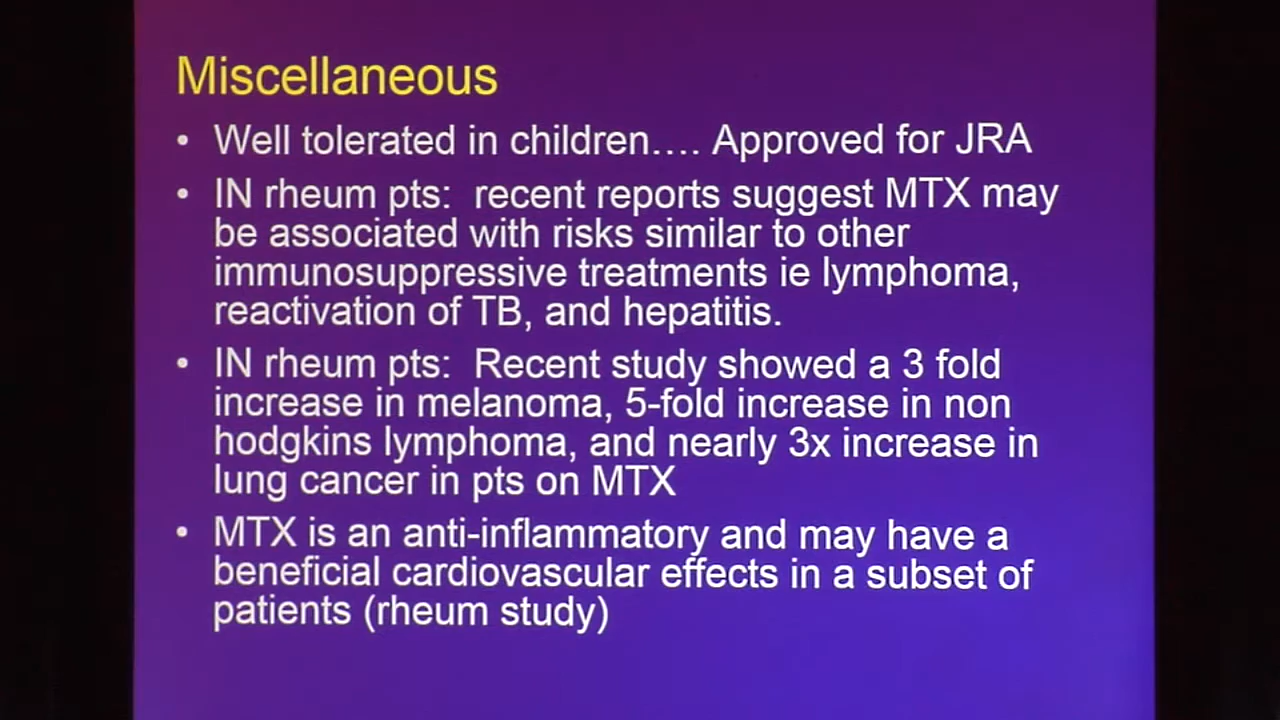 Miscellaneous
• Well tolerated in children…. Approved for JRA
• IN rheum pts:  recent reports suggest MTX may
be associated with risks similar to other
immunosuppressive treatments ie lymphoma,
reactivation of TB, and hepatitis.
• IN rheum pts:  Recent study showed a 3 fold
increase in melanoma, 5-fold increase in non
hodgkins lymphoma, and nearly 3x increase in
lung cancer in pts on MTX
• MTX is an anti-inflammatory and may have a
beneficial cardiovascular effects in a subset of
patients (rheum study)